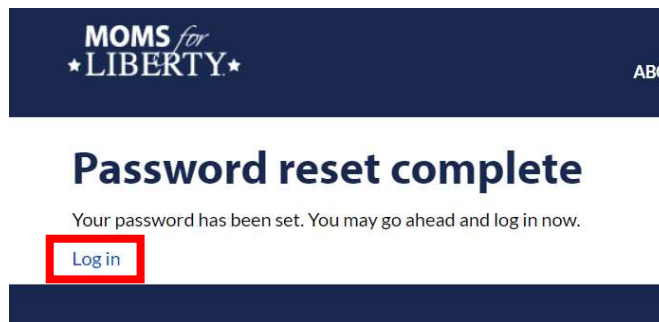 MOMS for
★LIBERTY★
Password reset complete
Your password has been set. You may go ahead and log in now.
Log in